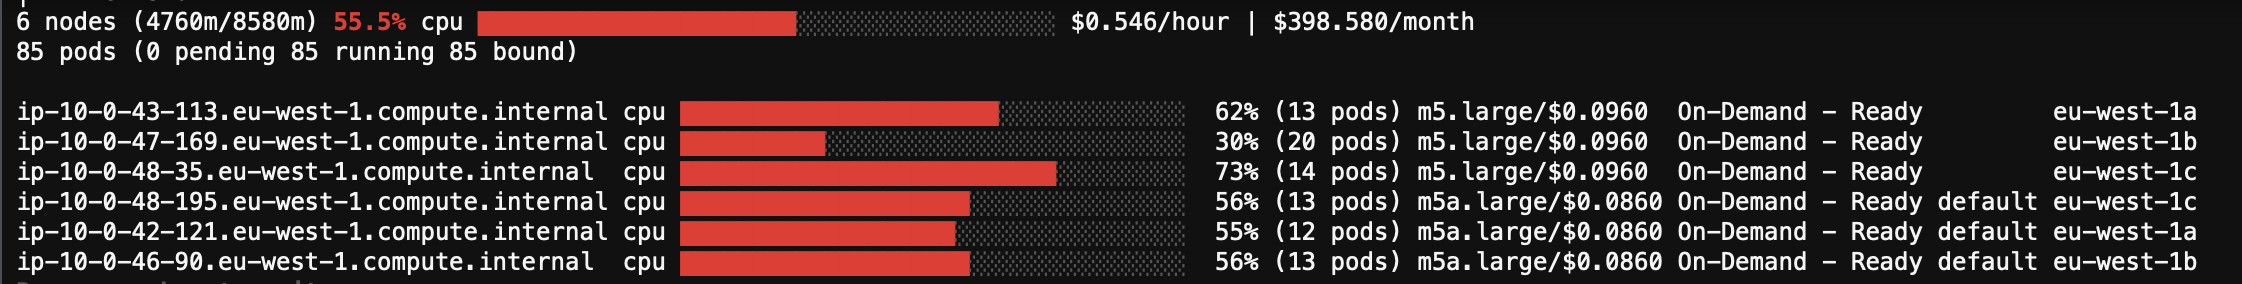 6 nodes (4760m/8580m) 55.5% cpu $0.546/hour | $398.580/month
85 pods (0 pending 85 running 85 bound)
ip-10-0-43-113.eu-west-1.compute.internal cpu 62% (13 pods) m5.large/$0.0960 On-Demand - Ready eu-west-1a
ip-10-0-47-169.eu-west-1.compute.internal cpu 30% (20 pods) m5.large/$0.0960 On-Demand - Ready eu-west-1b
ip-10-0-48-35.eu-west-1.compute.internal cpu 73% (14 pods) m5.large/$0.0960 On-Demand - Ready eu-west-1c
ip-10-0-48-195.eu-west-1.compute.internal cpu 56% (13 pods) m5a.large/$0.0860 On-Demand - Ready default eu-west-1c
ip-10-0-42-121.eu-west-1.compute.internal cpu 55% (12 pods) m5a.large/$0.0860 On-Demand - Ready default eu-west-1a
ip-10-0-46-90.eu-west-1.compute.internal cpu 56% (13 pods) m5a.large/$0.0860 On-Demand - Ready default eu-west-1b